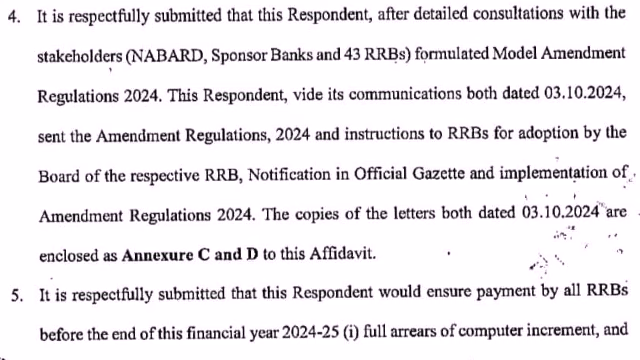 4. It is respectfully submitted that this Respondent, after detailed consultations with the
stakeholders (NABARD, Sponsor Banks and 43 RRBs) formulated Model Amendment
Regulations 2024. This Respondent, vide its communications both dated 03.10.2024,
sent the Amendment Regulations, 2024 and instructions to RRBs for adoption by the
Board of the respective RRB, Notification in Official Gazette and implementation of
Amendment Regulations 2024. The copies of the letters both dated 03.10.2024 are
enclosed as Annexure C and D to this Affidavit.
5. It is respectfully submitted that this Respondent would ensure payment by all RRBs
before the end of this financial year 2024-25 (i) full arrears of computer increment, and